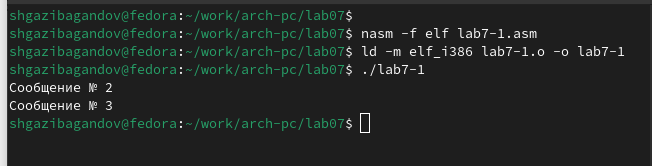 shgazibagandov@fedora:~/work/arch-pc/lab07$
shgazibagandov@fedora:~/work/arch-pc/lab07$ nasm -f elf lab7-1.asm
shgazibagandov@fedora:~/work/arch-pc/lab07$ ld -m elf_i386 lab7-1.o -o lab7-1
shgazibagandov@fedora:~/work/arch-pc/lab07$ ./lab7-1
Сообщение № 2
Сообщение № 3
shgazibagandov@fedora:~/work/arch-pc/lab07$